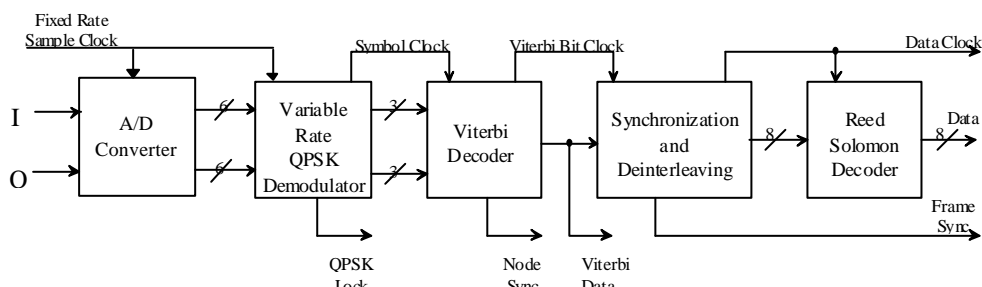 Fixed Rate
Sample Clock
Symbol Clock
Viterbi Bit Clock
Data Clock
I
O
A/D
Converter
6
6
Variable
Rate
QPSK
Demodulator
3
3
Viterbi
Decoder
Synchronization
and
Deinterleaving
8
Reed
Solomon
Decoder
8
Data
Frame
Sync
QPSK
Lock
Node
Sync
Viterbi
Data